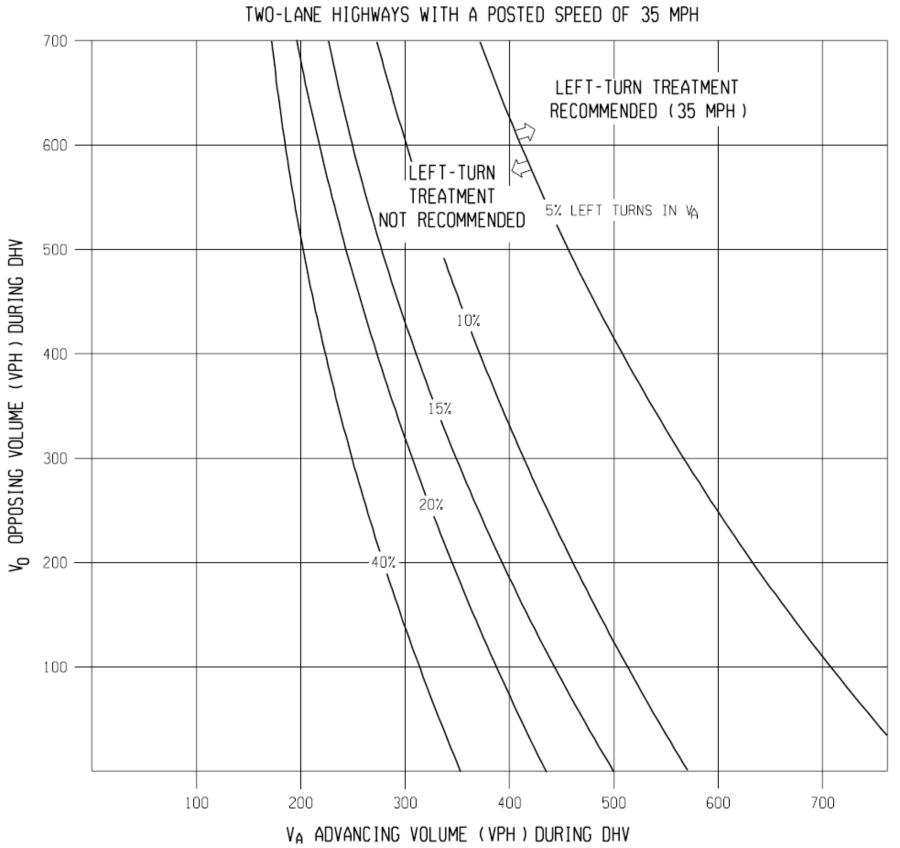 TWO-LANE HIGHWAYS WITH A POSTED SPEED OF 35 MPH
700
600
500
400
300
200
100
V₀ OPPOSING VOLUME (VPH) DURING DHV
LEFT-TURN TREATMENT
RECOMMENDED (35 MPH)
LEFT-TURN
TREATMENT
NOT RECOMMENDED
5% LEFT TURNS IN VA
10%
15%
20%
40%
100
200
300
400
500
600
700
VA ADVANCING VOLUME (VPH) DURING DHV